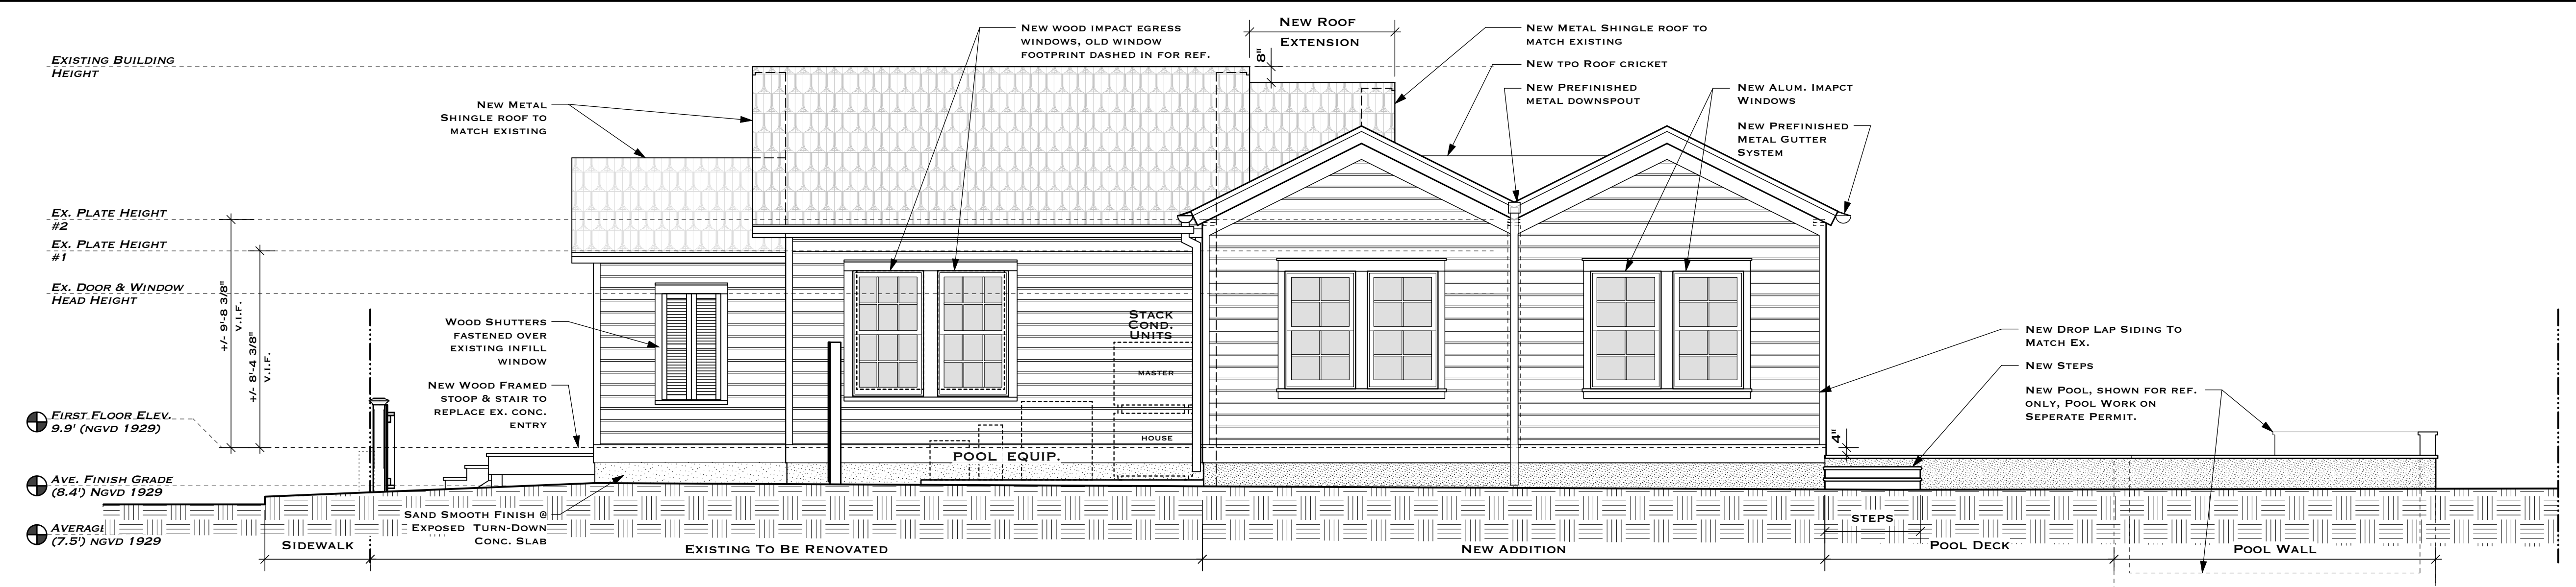 New Roof
Extension
8"
New wood impact egress
windows, old window
footprint dashed in for ref.
New Metal Shingle roof to
match existing
New tpo Roof cricket
New Prefinished
metal downspout
New Alum. Imapct
Windows
New Prefinished
Metal Gutter
System
Existing Building
Height
New Metal
Shingle roof to
match existing
Ex. Plate Height
#2
Ex. Plate Height
#1
Ex. Door & Window
Head Height
+/- 9'-8 3/8"
V.I.F.
+/- 8'-4 3/8"
V.I.F.
Wood Shutters
fastened over
existing infill
window
New Wood Framed
stoop & stair to
replace ex. conc.
entry
Stack
Cond.
Units
master
house
Pool Equip.
New Drop Lap Siding To
Match Ex.
New Steps
New Pool, shown for ref.
only, Pool Work on
Seperate Permit.
4"
First Floor Elev.
9.9' (NGVD 1929)
Ave. Finish Grade
(8.4') NGVD 1929
Average
(7.5') NGVD 1929
Sand Smooth Finish @
Exposed Turn-Down
Conc. Slab
Sidewalk
Existing To Be Renovated
New Addition
steps
Pool Deck
Pool Wall